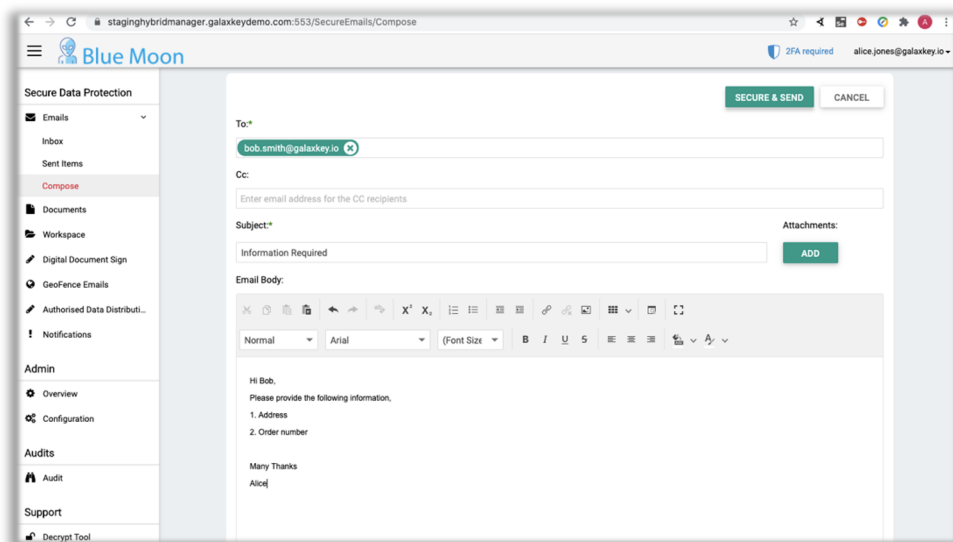 staginghybridmanager.galaxkeydemo.com:553/SecureEmails/Compose
A
Blue Moon
2FA required
alice.jones@galaxkey.io
Secure Data Protection
Emails
Inbox
Sent Items
Compose
Documents
Workspace
Digital Document Sign
GeoFence Emails
Authorised Data Distributi...
Notifications
Admin
Overview
Configuration
Audits
Audit
Support
Decrypt Tool
SECURE & SEND CANCEL
To:*
bob.smith@galaxkey.io
Cc:
Enter email address for the CC recipients
Subject:* Attachments:
Information Required ADD
Email Body:
Normal Arial (Font Size B I U S
Hi Bob,
Please provide the following information,
1. Address
2. Order number
Many Thanks
Alice